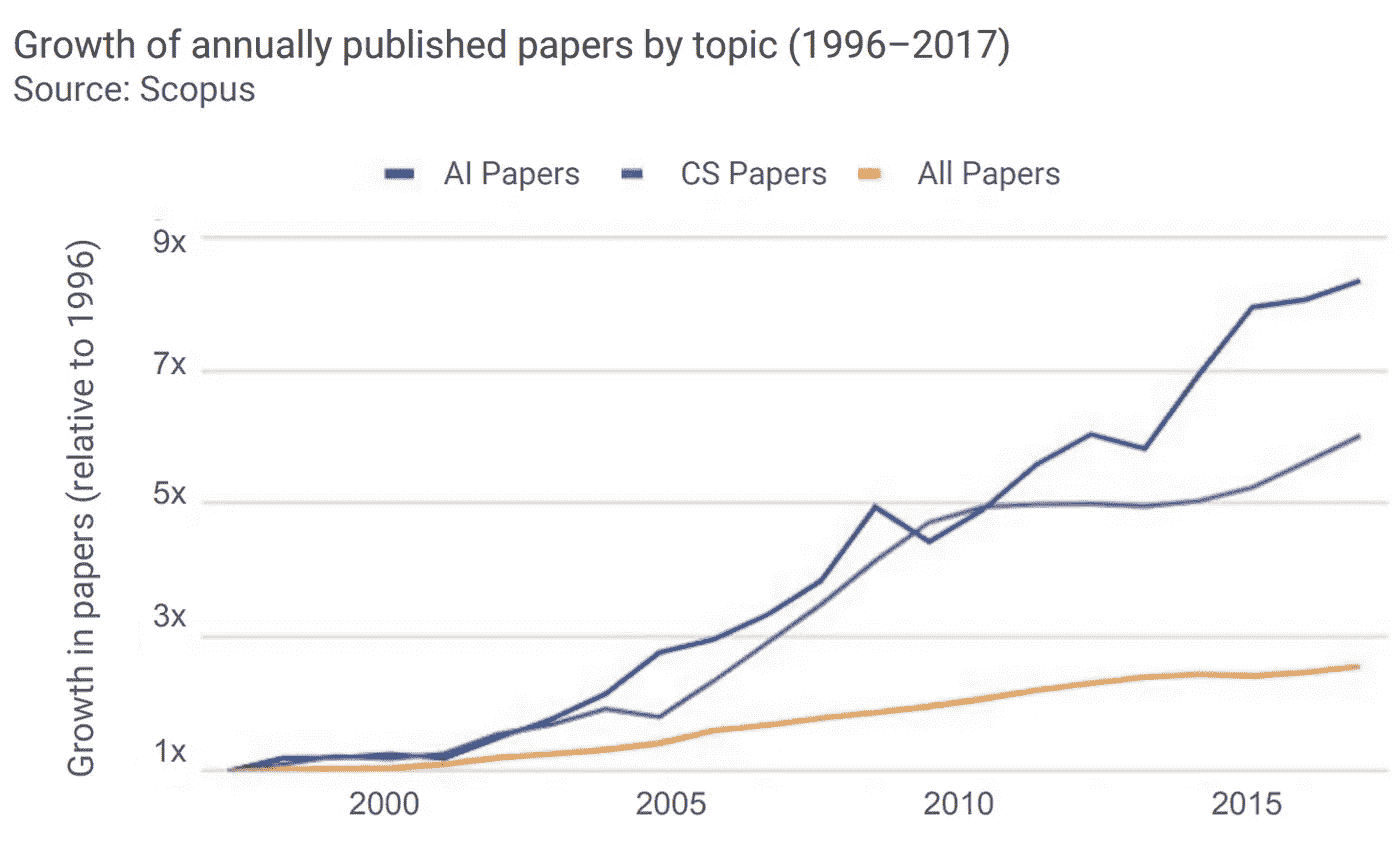 Growth of annually published papers by topic (1996–2017)
Source: Scopus
AI Papers CS Papers All Papers
Growth in papers (relative to 1996)
9x
7x
5x
3x
1x
2000 2005 2010 2015